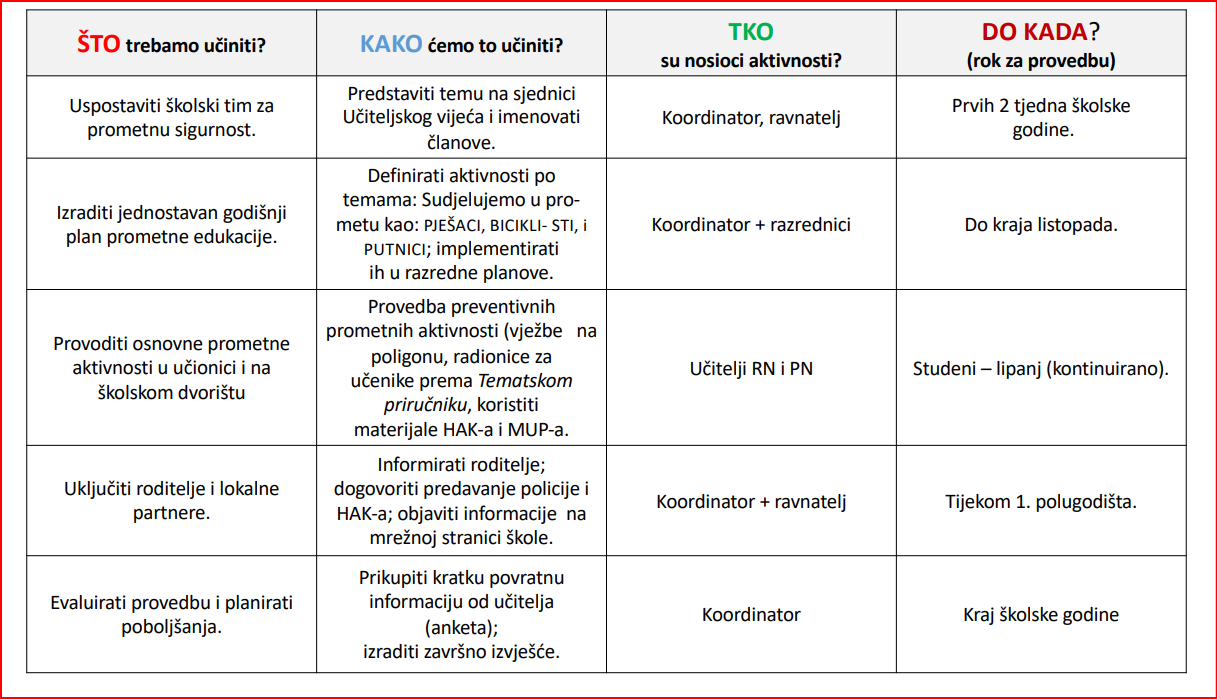 ŠTO trebamo učiniti?
KAKO ćemo to učiniti?
TKO
su nosioci aktivnosti?
DO KADA?
(rok za provedbu)
Uspostaviti školski tim za
prometnu sigurnost.
Predstaviti temu na sjednici
Učiteljskog vijeća i imenovati
članove.
Koordinator, ravnatelj
Prvih 2 tjedna školske
godine.
Izraditi jednostavan godišnji
plan prometne edukacije.
Definirati aktivnosti po
temama: Sudjelujemo u pro-
metu kao: PJEŠACI, BICIKLI- STI, i
PUTNICI; implementirati
ih u razredne planove.
Koordinator + razrednici
Do kraja listopada.
Provoditi osnovne prometne
aktivnosti u učionici i na
školskom dvorištu
Provedba preventivnih
prometnih aktivnosti (vježbe na
poligonu, radionice za
učenike prema Tematskom
priručniku, koristiti
materijale HAK-a i MUP-a.
Učitelji RN i PN
Studeni – lipanj (kontinuirano).
Uključiti roditelje i lokalne
partnere.
Informirati roditelje;
dogovoriti predavanje policije i
HAK-a; objaviti informacije na
mrežnoj stranici škole.
Koordinator + ravnatelj
Tijekom 1. polugodišta.
Evaluirati provedbu i planirati
poboljšanja.
Prikupiti kratku povratnu
informaciju od učitelja
(anketa);
izraditi završno izvješće.
Koordinator
Kraj školske godine